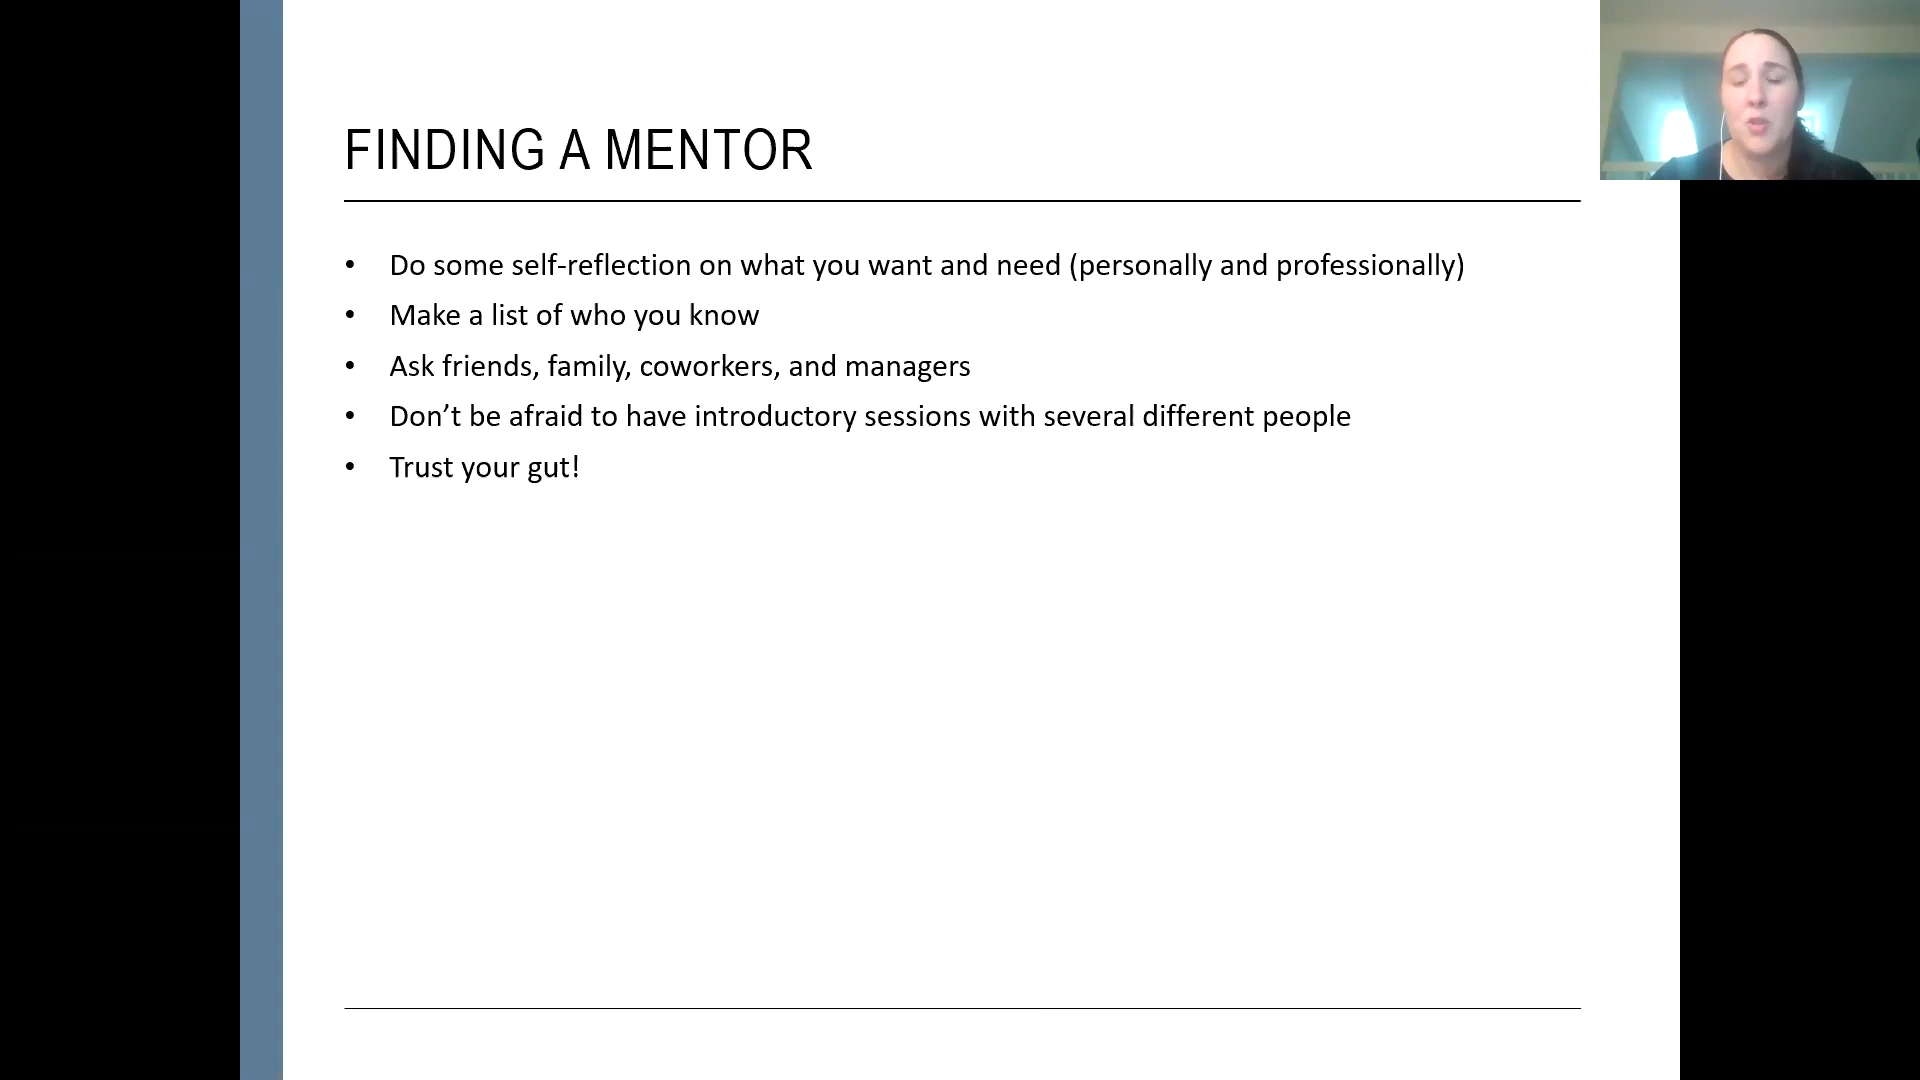 FINDING A MENTOR
• Do some self-reflection on what you want and need (personally and professionally)
• Make a list of who you know
• Ask friends, family, coworkers, and managers
• Don’t be afraid to have introductory sessions with several different people
• Trust your gut!